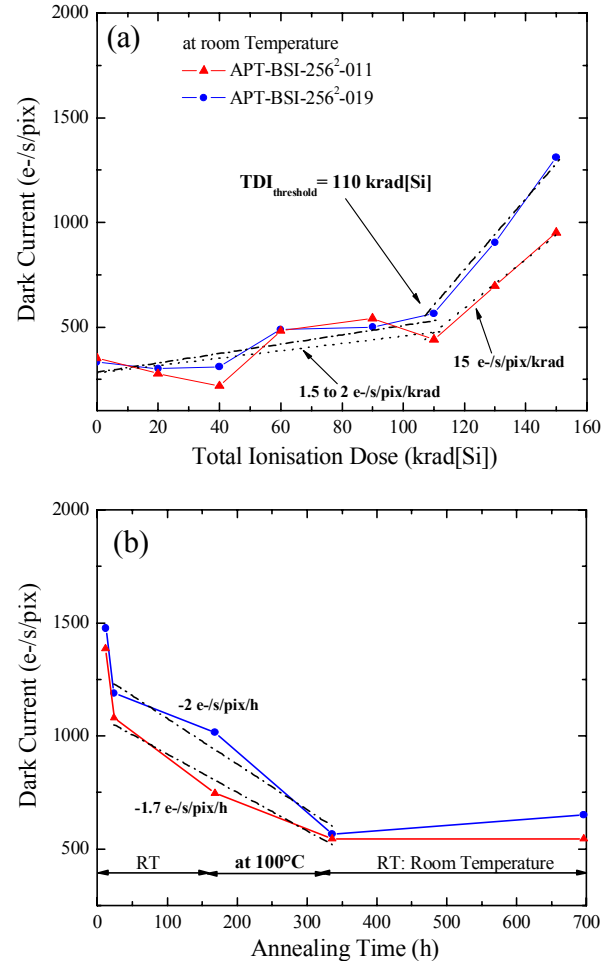 (a)
at room Temperature
APT-BSI-256²-011
APT-BSI-256²-019
TDI_threshold = 110 krad[Si]
15 e-/s/pix/krad
1.5 to 2 e-/s/pix/krad
2000
1500
1000
500
Dark Current (e-/s/pix)
0 20 40 60 80 100 120 140 160
Total Ionisation Dose (krad[Si])
(b)
2000
1500
1000
500
Dark Current (e-/s/pix)
-2 e-/s/pix/h
-1.7 e-/s/pix/h
RT at 100°C RT: Room Temperature
0 100 200 300 400 500 600 700
Annealing Time (h)